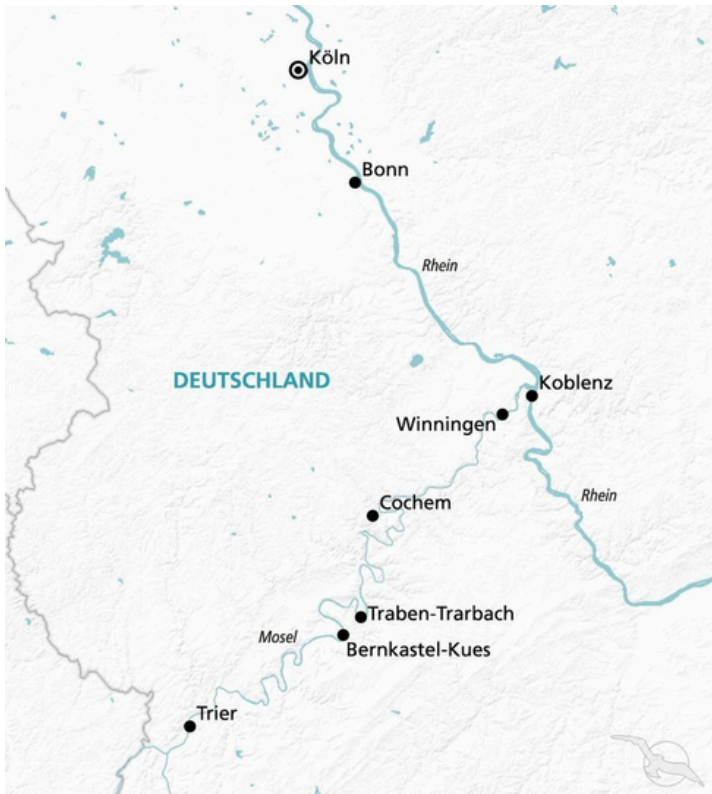 Köln
Bonn
Rhein
DEUTSCHLAND
Koblenz
Winningen
Rhein
Cochem
Traben-Trarbach
Mosel
Bernkastel-Kues
Trier